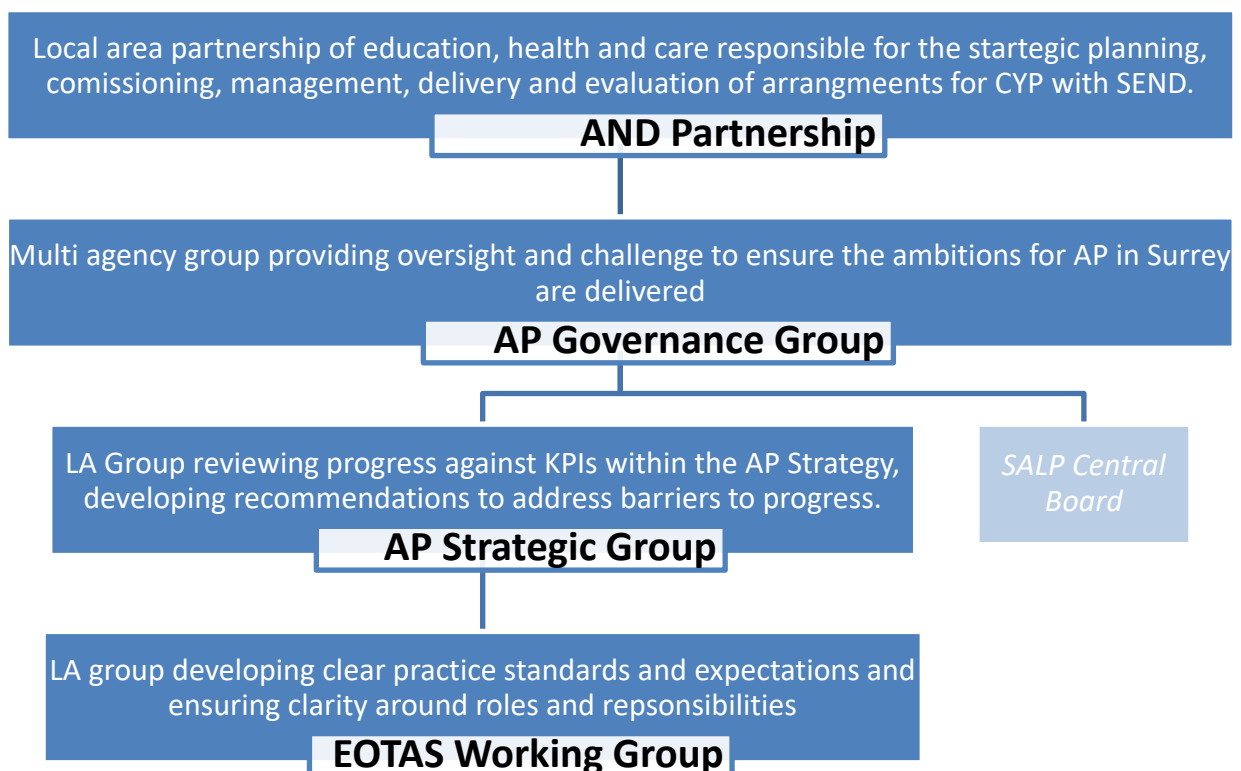 Local area partnership of education, health and care responsible for the startegic planning,
comissioning, management, delivery and evaluation of arrangmeents for CYP with SEND.
AND Partnership
Multi agency group providing oversight and challenge to ensure the ambitions for AP in Surrey
are delivered
AP Governance Group
LA Group reviewing progress against KPIs within the AP Strategy,
developing recommendations to address barriers to progress.
AP Strategic Group
SALP Central
Board
LA group developing clear practice standards and expectations and
ensuring clarity around roles and repsonsibilities
EOTAS Working Group